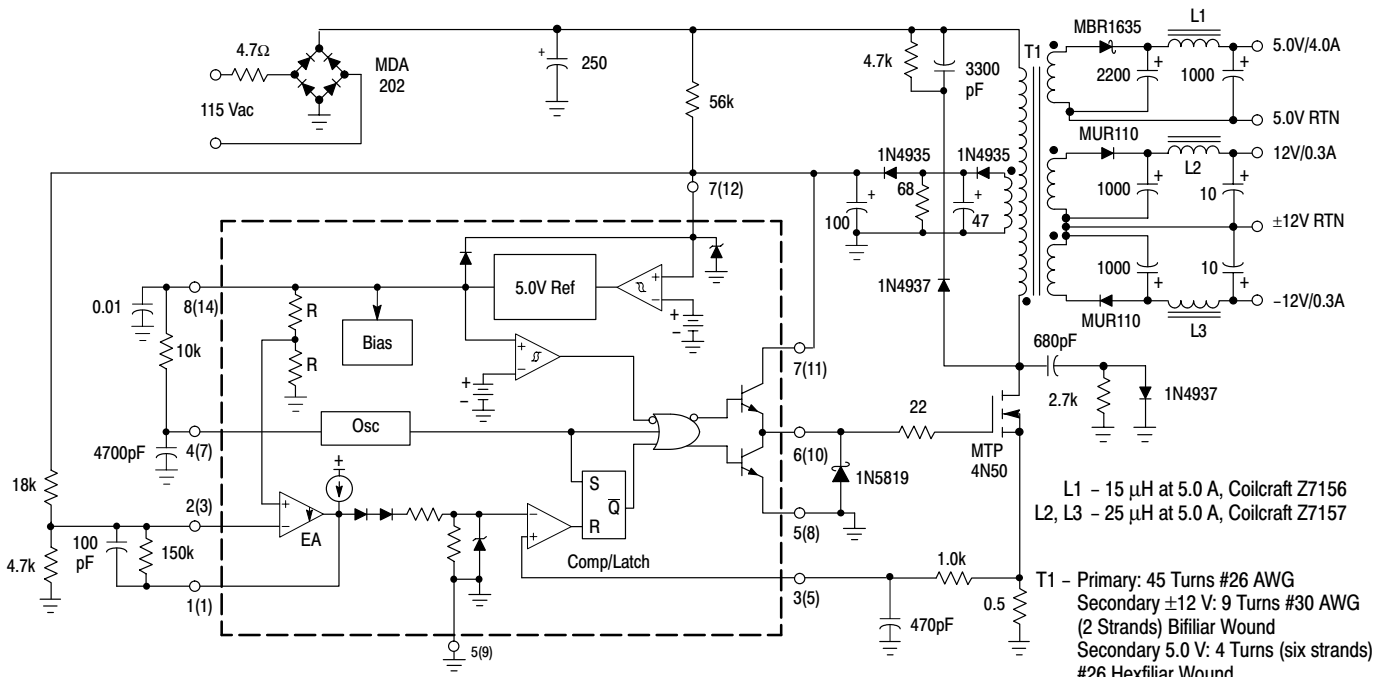 4.7Ω
MDA
202
115 Vac
+
250
56k
4.7k
3300
pF
T1
MBR1635
L1
5.0V/4.0A
2200
+
1000
+
5.0V RTN
MUR110
12V/0.3A
L2
1000
+
10
+
±12V RTN
1000
+
10
+
–12V/0.3A
MUR110
L3
1N4935
1N4935
68
+
100
+
47
7(12)
1N4937
0.01
8(14)
R
R
Bias
5.0V Ref
+
–
+
–
+
–
+
–
7(11)
10k
680pF
2.7k
1N4937
Osc
22
4700pF
4(7)
6(10)
MTP
4N50
1N5819
18k
+
S
Q
R
2(3)
+
–
EA
–
+
5(8)
L1 – 15 μH at 5.0 A, Coilcraft Z7156
L2, L3 – 25 μH at 5.0 A, Coilcraft Z7157
100
pF
150k
4.7k
Comp/Latch
1(1)
3(5)
1.0k
0.5
470pF
5(9)
T1 – Primary: 45 Turns #26 AWG
Secondary ±12 V: 9 Turns #30 AWG
(2 Strands) Bifiliar Wound
Secondary 5.0 V: 4 Turns (six strands)
#26 Hexfiliar Wound